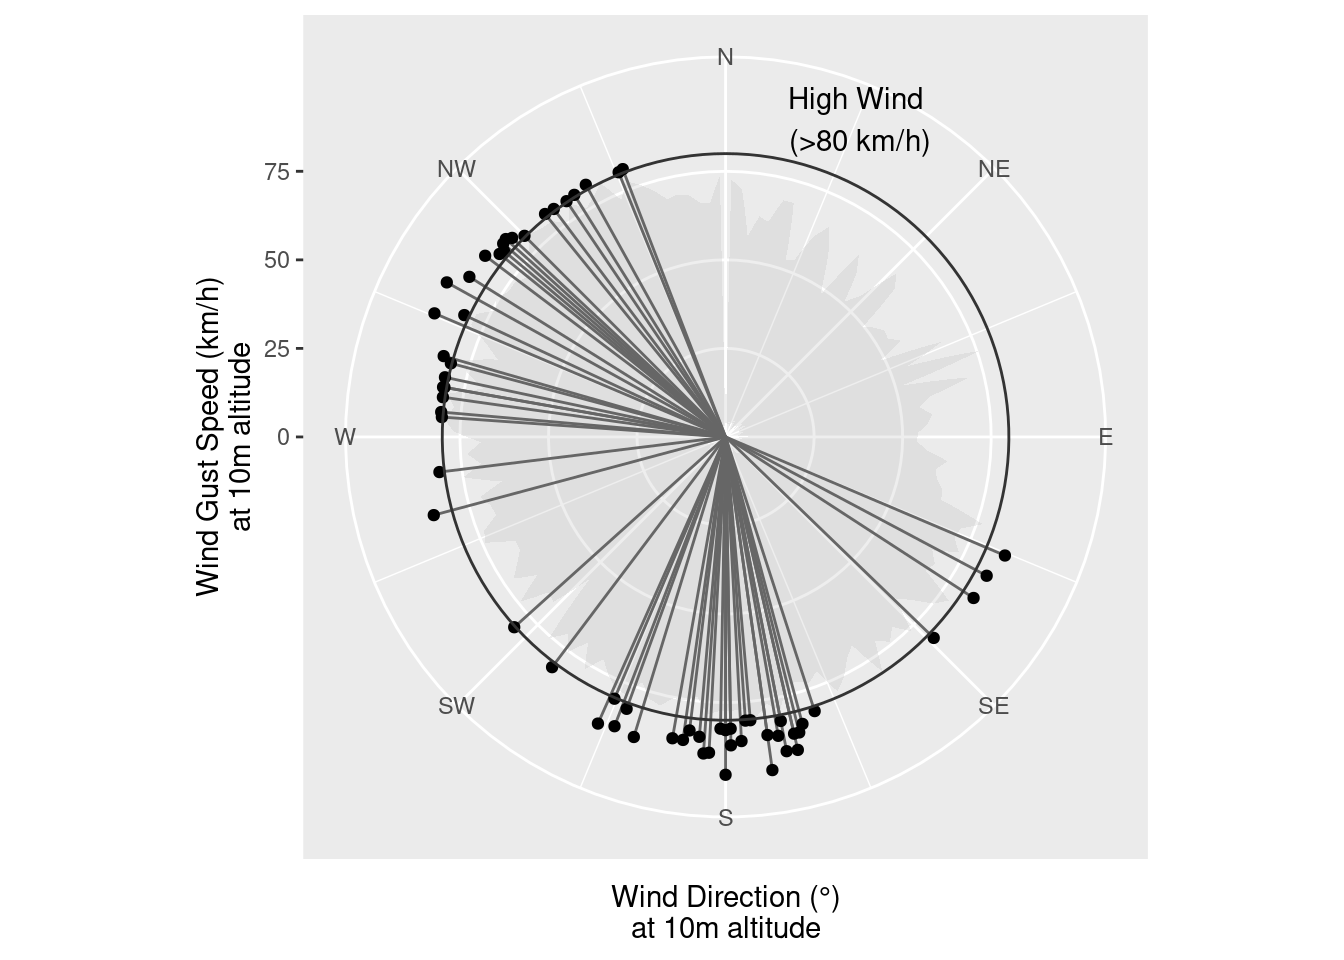 N
High Wind
(>80 km/h)
NW
NE
75
50
25
0
W
E
SW
SE
S
Wind Gust Speed (km/h)
at 10m altitude
Wind Direction (°)
at 10m altitude